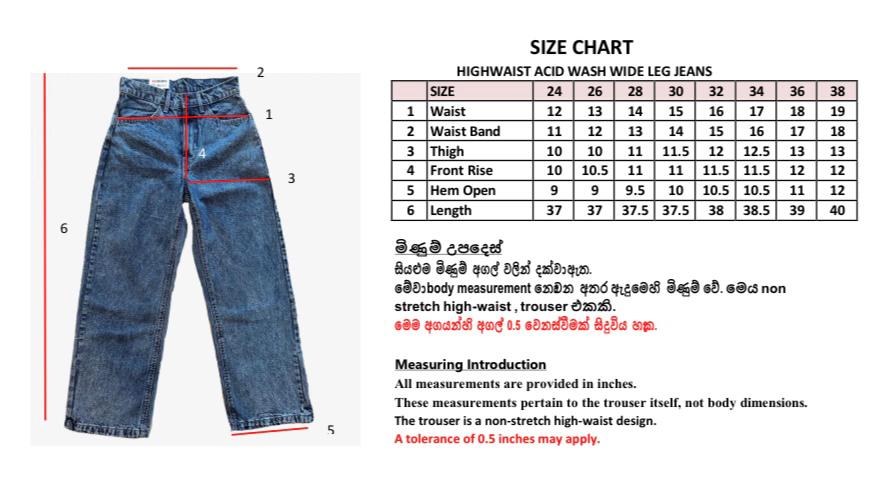 SIZE CHART
HIGHWAIST ACID WASH WIDE LEG JEANS
SIZE 24 26 28 30 32 34 36 38
1 Waist 12 13 14 15 16 17 18 19
2 Waist Band 11 12 13 14 15 16 17 18
3 Thigh 10 10 11 11.5 12 12.5 13 13
4 Front Rise 10 10.5 11 11 11.5 11.5 12 12
5 Hem Open 9 9 9.5 10 10.5 10.5 11 12
6 Length 37 37 37.5 37.5 38 38.5 39 40
2
1
4
3
6
5
මිණුම් උපදෙස්
සියළුම මිණුම් අගල් වලින් දක්වාඇත.
මේවාbody measurement නොවන අතර ඇදුමෙහි මිණුම් වේ. මෙය non
stretch high-waist , trouser එකකි.
මෙම අගයන්හි අගල් 0.5 වෙනස්වීමක් සිදුවිය හැක.
Measuring Introduction
All measurements are provided in inches.
These measurements pertain to the trouser itself, not body dimensions.
The trouser is a non-stretch high-waist design.
A tolerance of 0.5 inches may apply.